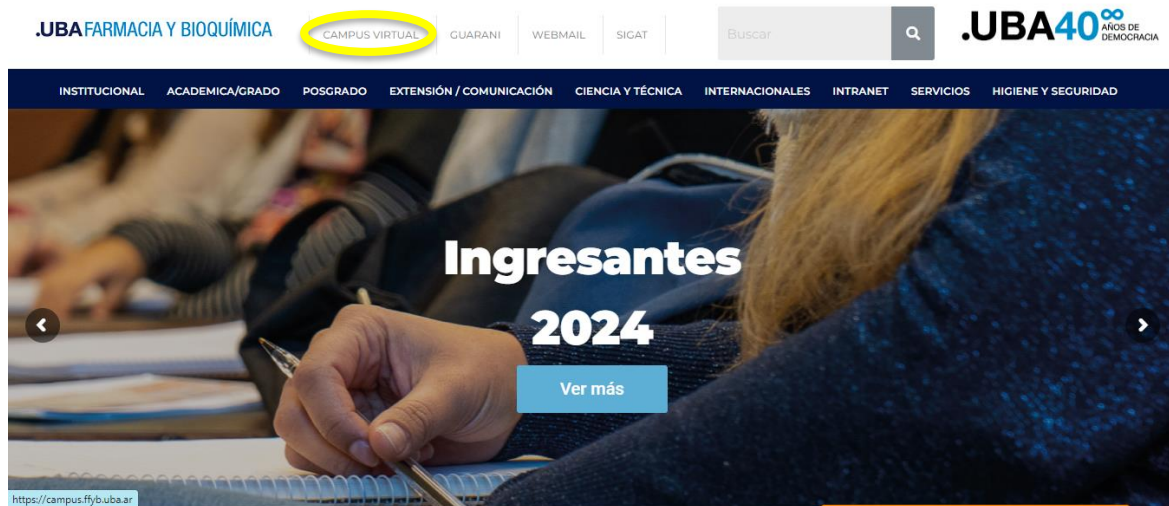 .UBA FARMACIA Y BIOQUÍMICA
CAMPUS VIRTUAL GUARANI WEBMAIL SIGAT
Buscar
.UBA40 AÑOS DE DEMOCRACIA
INSTITUCIONAL ACADEMICA/GRADO POSGRADO EXTENSIÓN / COMUNICACIÓN CIENCIA Y TÉCNICA INTERNACIONALES INTRANET SERVICIOS HIGIENE Y SEGURIDAD
Ingresantes
2024
Ver más
https://campus.ffyb.uba.ar